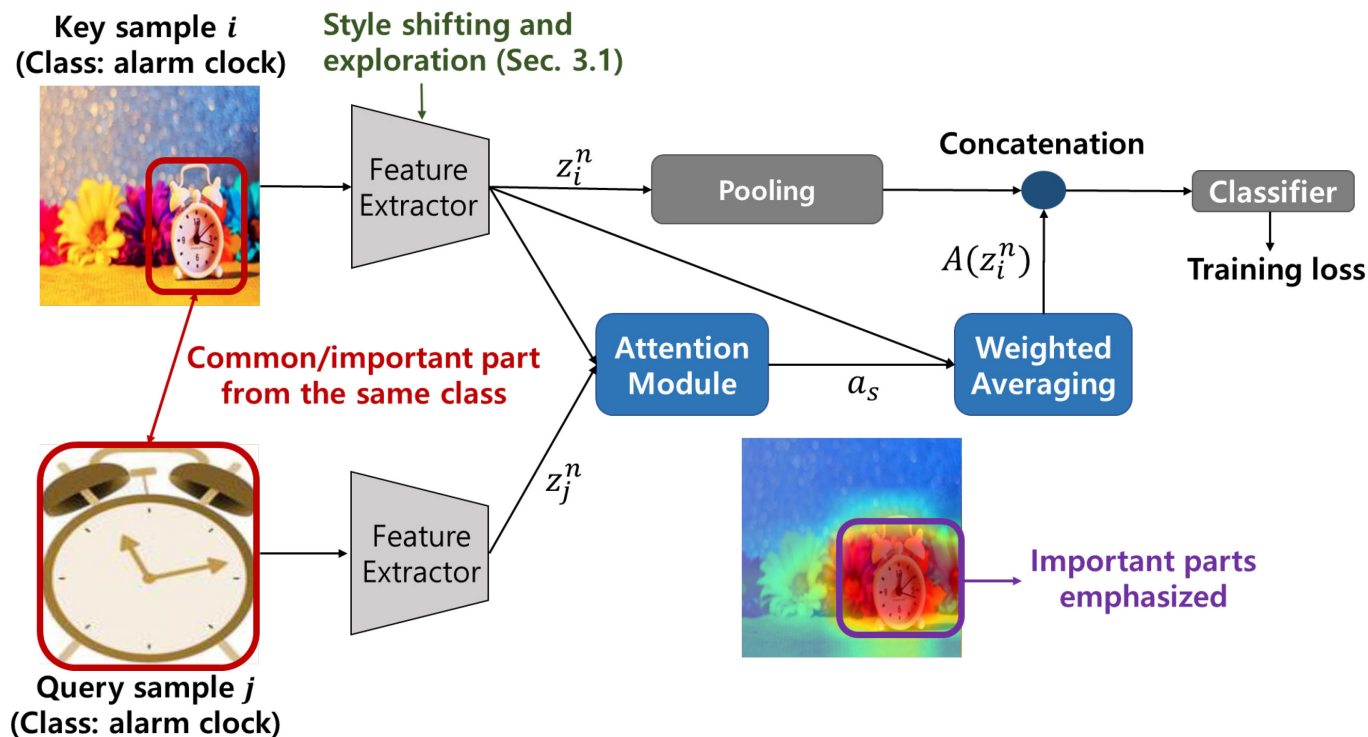 Key sample i
(Class: alarm clock)
Style shifting and
exploration (Sec. 3.1)
Feature
Extractor
z_i^n
Pooling
Concatenation
Classifier
Training loss
A(z_i^n)
Common/important part
from the same class
Attention
Module
a_s
Weighted
Averaging
z_j^n
Feature
Extractor
Important parts
emphasized
Query sample j
(Class: alarm clock)